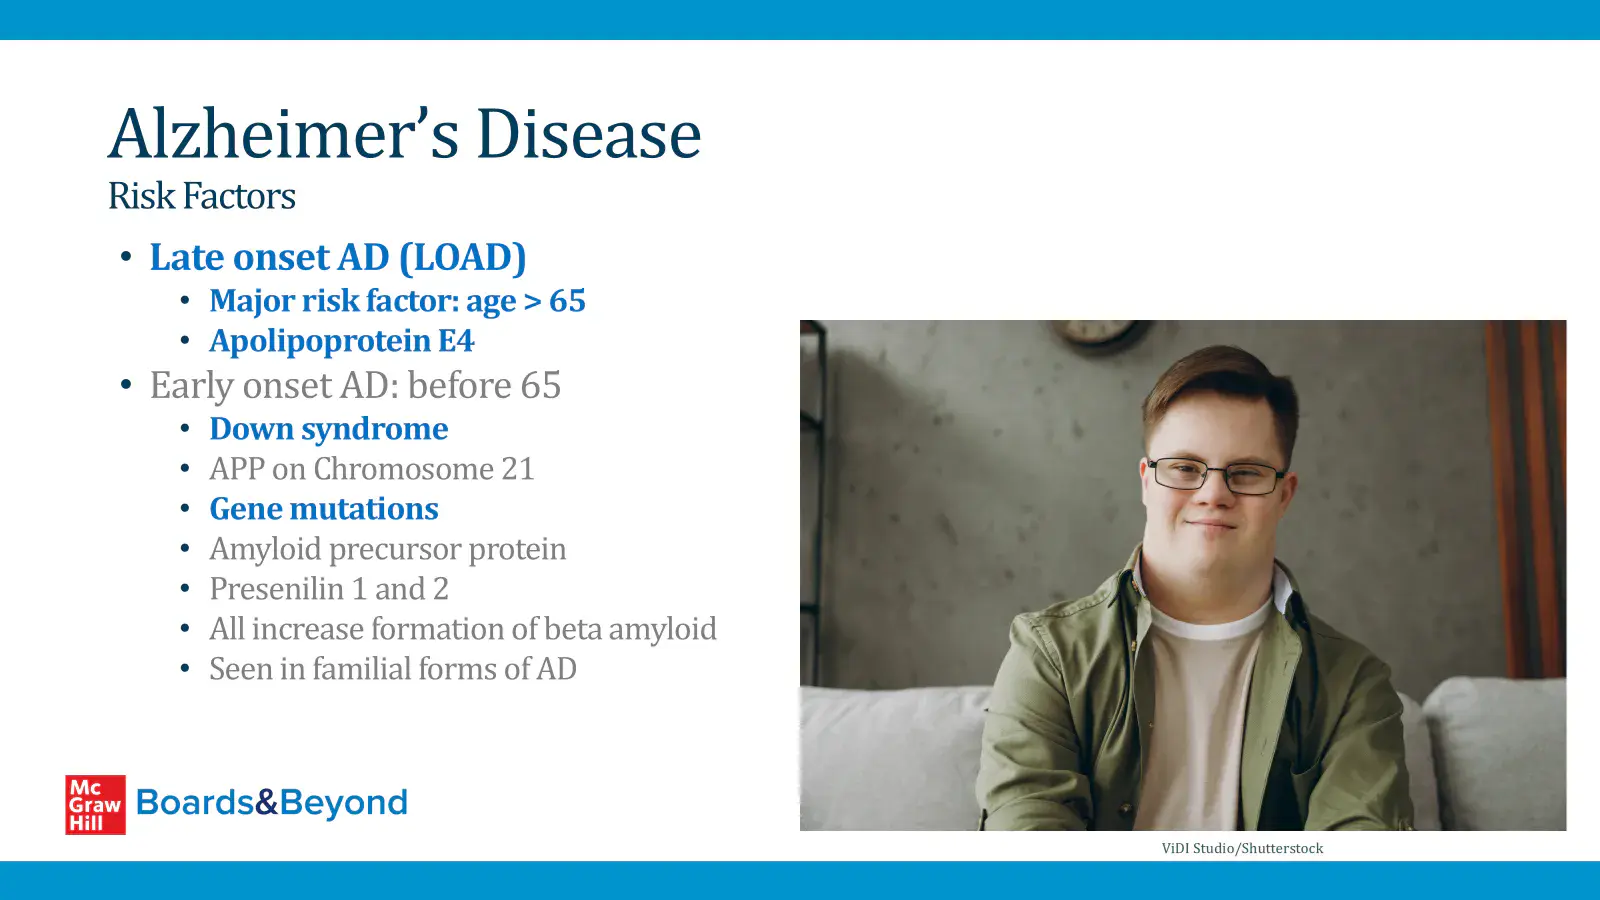 Alzheimer’s Disease
Risk Factors
• Late onset AD (LOAD)
• Major risk factor: age > 65
• Apolipoprotein E4
• Early onset AD: before 65
• Down syndrome
• APP on Chromosome 21
• Gene mutations
• Amyloid precursor protein
• Presenilin 1 and 2
• All increase formation of beta amyloid
• Seen in familial forms of AD
Mc
Graw
Hill
Boards&Beyond
ViDI Studio/Shutterstock